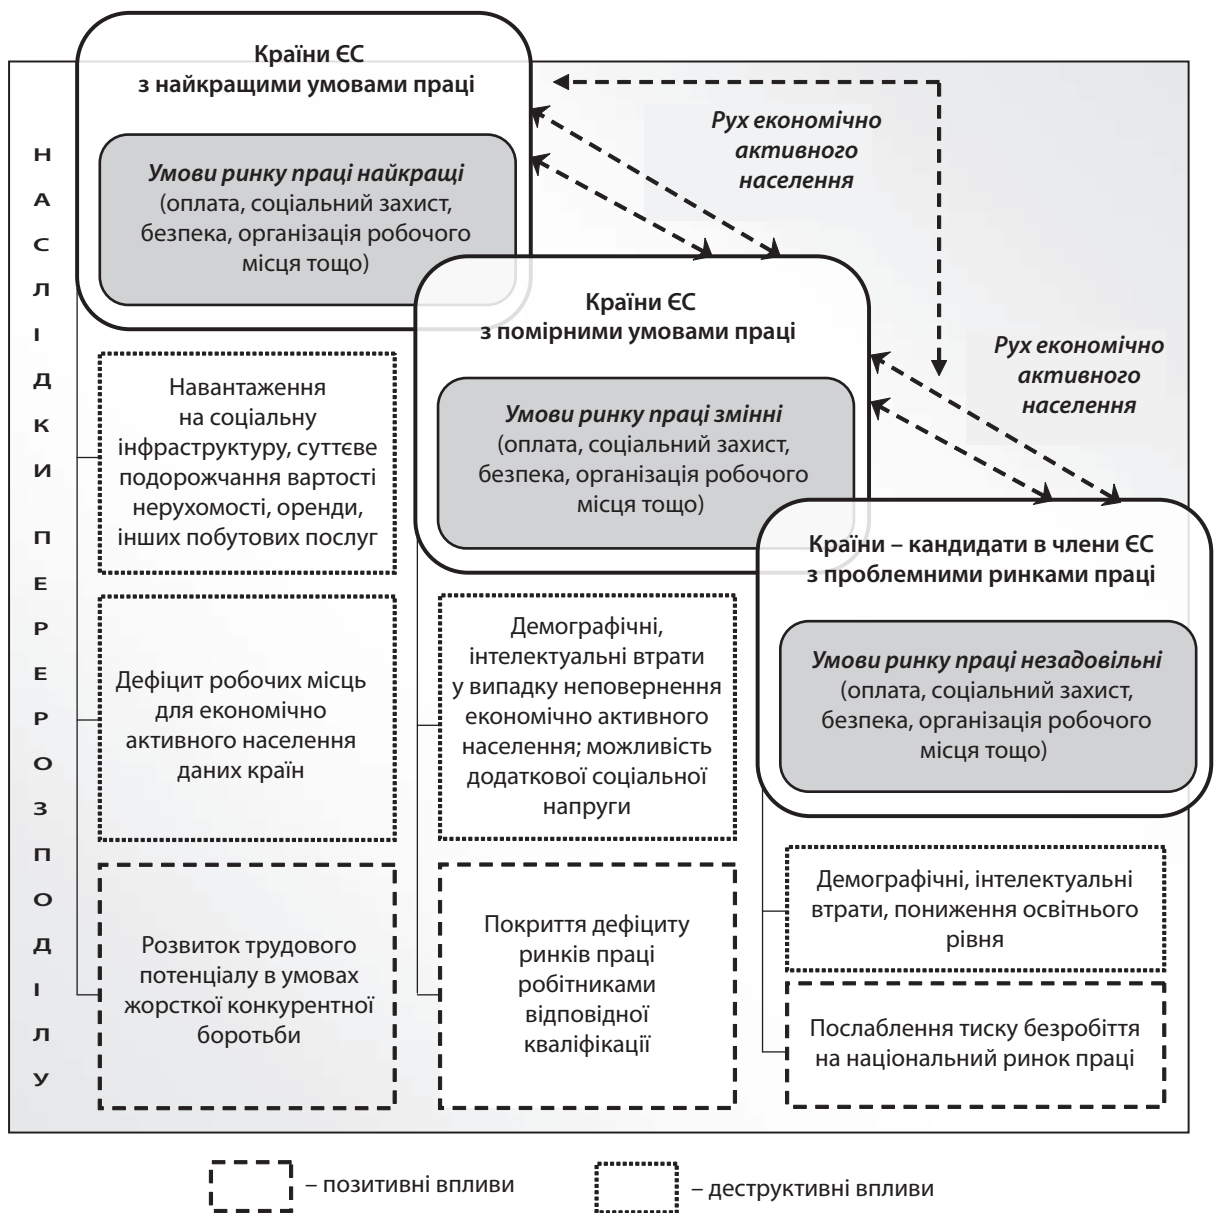 Країни ЄС
з найкращими умовами праці
Умови ринку праці найкращі
(оплата, соціальний захист,
безпека, організація робочого
місця тощо)
Рух економічно
активного
населення
Країни ЄС
з помірними умовами праці
Умови ринку праці змінні
(оплата, соціальний захист,
безпека, організація робочого
місця тощо)
Рух економічно
активного
населення
Країни – кандидати в члени ЄС
з проблемними ринками праці
Умови ринку праці незадовільні
(оплата, соціальний захист,
безпека, організація робочого
місця тощо)
НАСЛІДКИ ПЕРЕРОЗПОДІЛУ
Навантаження
на соціальну
інфраструктуру, суттєве
подорожчання вартості
нерухомості, оренди,
інших побутових послуг
Дефіцит робочих місць
для економічно
активного населення
даних країн
Розвиток трудового
потенціалу в умовах
жорсткої конкурентної
боротьби
Демографічні,
інтелектуальні втрати
у випадку неповернення
економічно активного
населення; можливість
додаткової соціальної
напруги
Покриття дефіциту
ринків праці
робітниками
відповідної
кваліфікації
Демографічні, інтелектуальні
втрати, пониження освітнього
рівня
Послаблення тиску безробіття
на національний ринок праці
– позитивні впливи
– деструктивні впливи